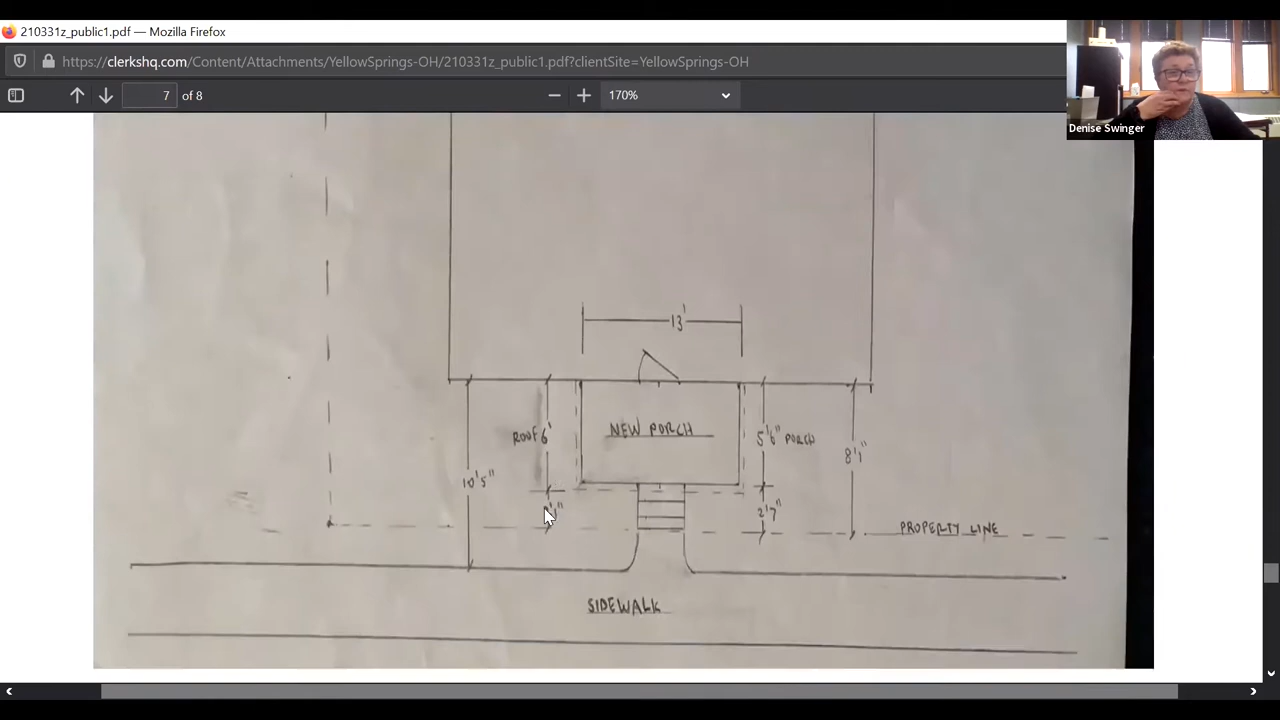 210331z_public1.pdf — Mozilla Firefox
https://clerkshq.com/Content/Attachments/YellowSprings-OH/210331z_public1.pdf?clientSite=YellowSprings-OH
7 of 8
170%
Denise Swinger
13'
ROOF 6'
NEW PORCH
5'6" PORCH
8'1"
10'5"
2'7"
PROPERTY LINE
SIDEWALK